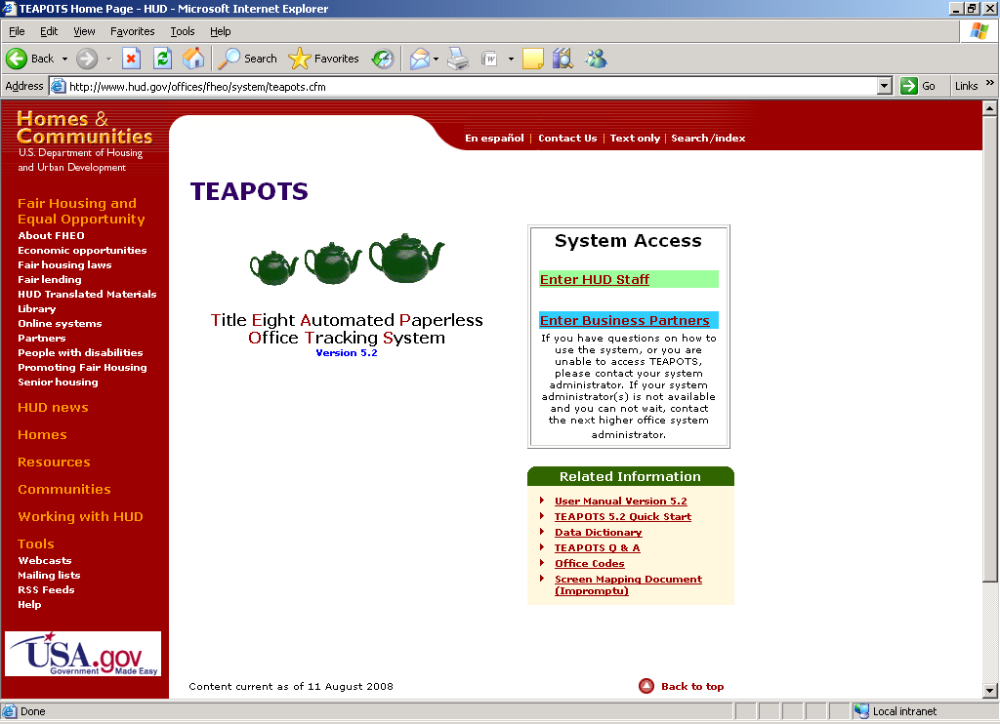 TEAPOTS Home Page - HUD - Microsoft Internet Explorer
File Edit View Favorites Tools Help
Back Search Favorites
Address http://www.hud.gov/offices/fheo/system/teapots.cfm Go Links »
Homes &
Communities
U.S. Department of Housing
and Urban Development
En español | Contact Us | Text only | Search/index
Fair Housing and
Equal Opportunity
About FHEO
Economic opportunities
Fair housing laws
Fair lending
HUD Translated Materials
Library
Online systems
Partners
People with disabilities
Promoting Fair Housing
Senior housing
HUD news
Homes
Resources
Communities
Working with HUD
Tools
Webcasts
Mailing lists
RSS Feeds
Help
USA.gov
Government Made Easy
TEAPOTS
Title Eight Automated Paperless
Office Tracking System
Version 5.2
System Access
Enter HUD Staff
Enter Business Partners
If you have questions on how to
use the system, or you are
unable to access TEAPOTS,
please contact your system
administrator. If your system
administrator(s) is not available
and you can not wait, contact
the next higher office system
administrator.
Related Information
User Manual Version 5.2
TEAPOTS 5.2 Quick Start
Data Dictionary
TEAPOTS Q & A
Office Codes
Screen Mapping Document
(Impromptu)
Content current as of 11 August 2008
Back to top
Done
Local intranet